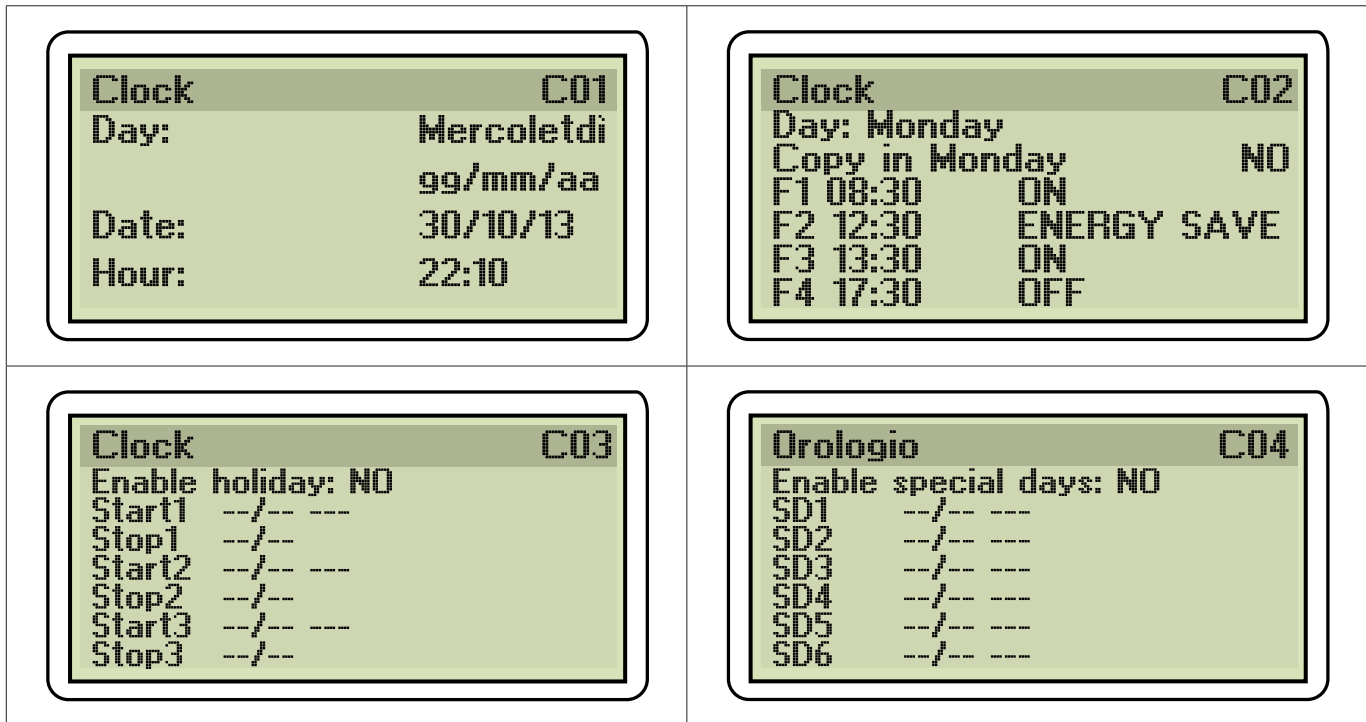 Clock C01
Day: Mercoletdì
gg/mm/aa
Date: 30/10/13
Hour: 22:10
Clock C02
Day: Monday
Copy in Monday NO
F1 08:30 ON
F2 12:30 ENERGY SAVE
F3 13:30 ON
F4 17:30 OFF
Clock C03
Enable holiday: NO
Start1 --/-- ---
Stop1 --/--
Start2 --/-- ---
Stop2 --/--
Start3 --/-- ---
Stop3 --/--
Orologio C04
Enable special days: NO
SD1 --/-- ---
SD2 --/-- ---
SD3 --/-- ---
SD4 --/-- ---
SD5 --/-- ---
SD6 --/-- ---